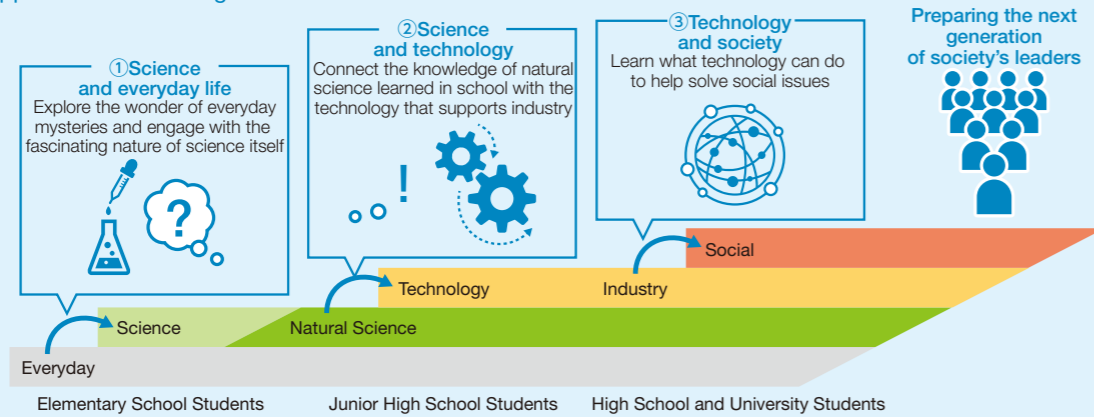 ①Science
and everyday life
Explore the wonder of everyday
mysteries and engage with the
fascinating nature of science itself
?
②Science
and technology
Connect the knowledge of natural
science learned in school with the
technology that supports industry
!
③Technology
and society
Learn what technology can do
to help solve social issues
Preparing the next
generation
of society's leaders
Social
Technology
Industry
Science
Natural Science
Everyday
Elementary School Students
Junior High School Students
High School and University Students